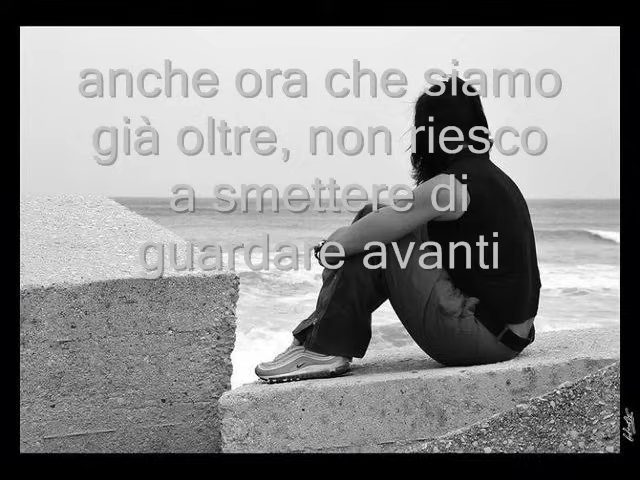 anche ora che siamo
già oltre, non riesco
a smettere di
guardare avanti